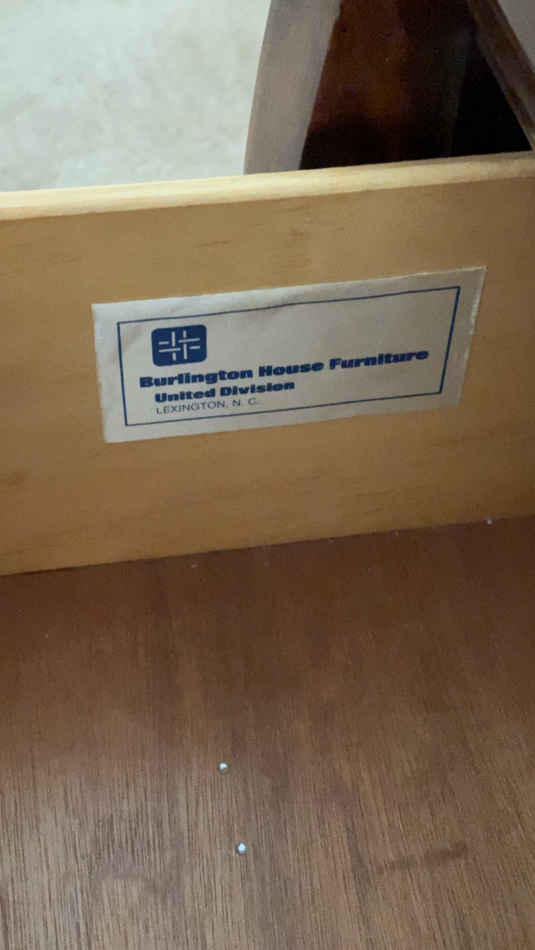 Burlington House Furniture
United Division
LEXINGTON, N. C.